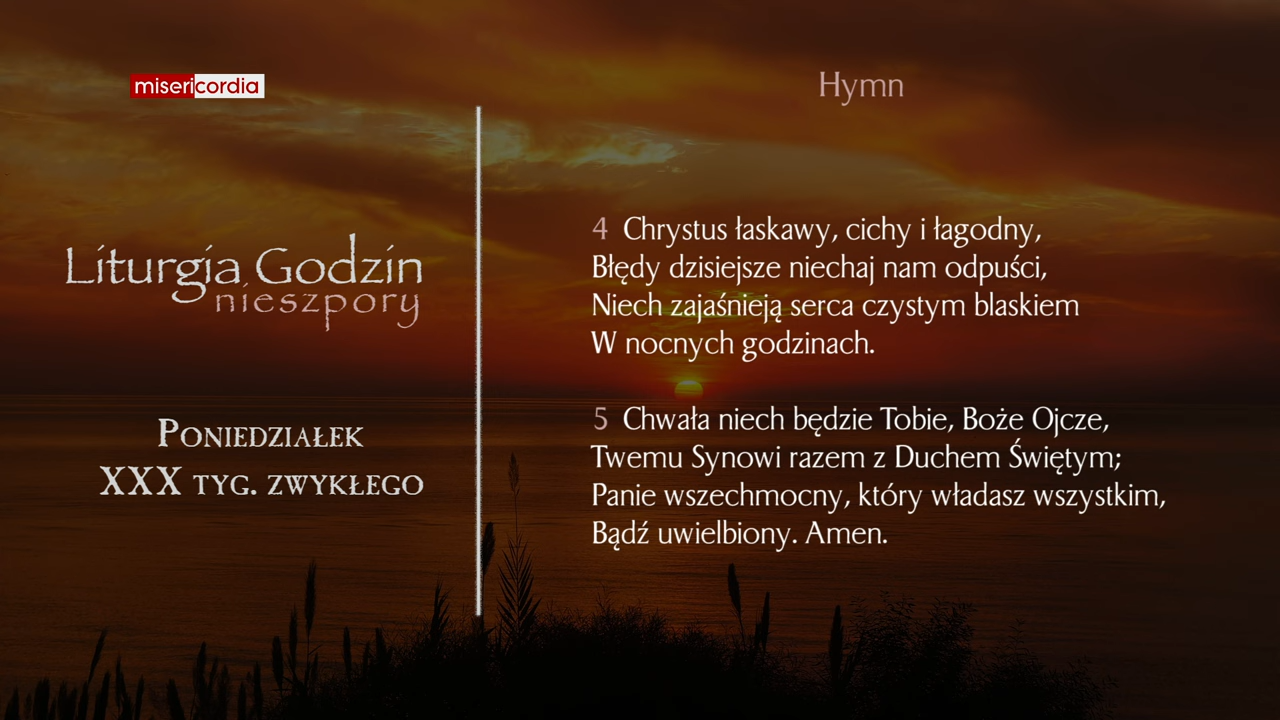 misericordia
Liturgia Godzin
nieszpory
Poniedziałek
XXX tyg. zwykłego
Hymn
4 Chrystus łaskawy, cichy i łagodny,
Błędy dzisiejsze niechaj nam odpuści,
Niech zajaśnieją serca czystym blaskiem
W nocnych godzinach.
5 Chwała niech będzie Tobie, Boże Ojcze,
Twemu Synowi razem z Duchem Świętym;
Panie wszechmocny, który władasz wszystkim,
Bądź uwielbiony. Amen.